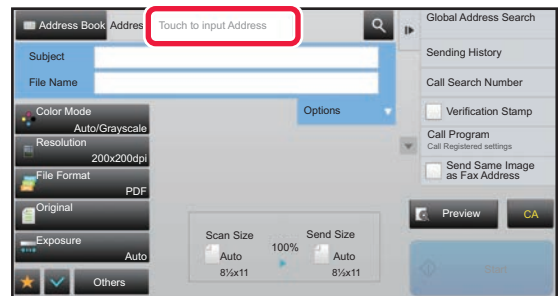 Address Book Addres Touch to input Address
Subject
File Name
Options
Color Mode
Auto/Grayscale
Resolution
200x200dpi
File Format
PDF
Original
Exposure
Auto
Others
Scan Size
Auto
8½x11
100%
Send Size
Auto
8½x11
Global Address Search
Sending History
Call Search Number
Verification Stamp
Call Program
Call Registered settings
Send Same Image
as Fax Address
Preview
CA
Start